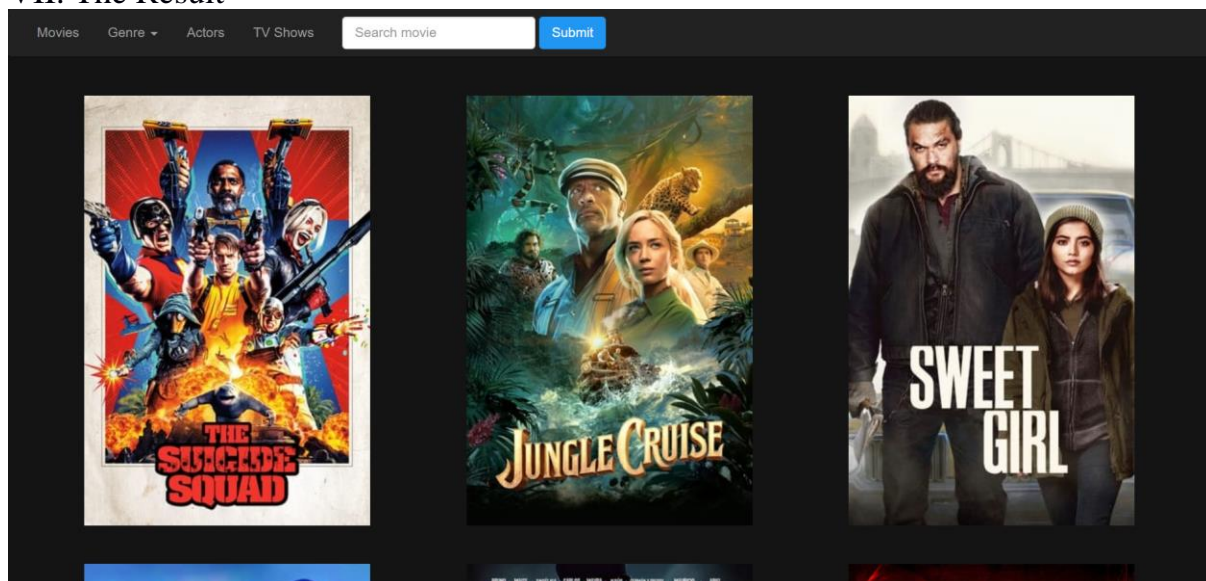 VII. The Result
Movies Genre Actors TV Shows Search movie Submit
THE
SUICIDE
SQUAD
JUNGLE CRUISE
SWEET
GIRL